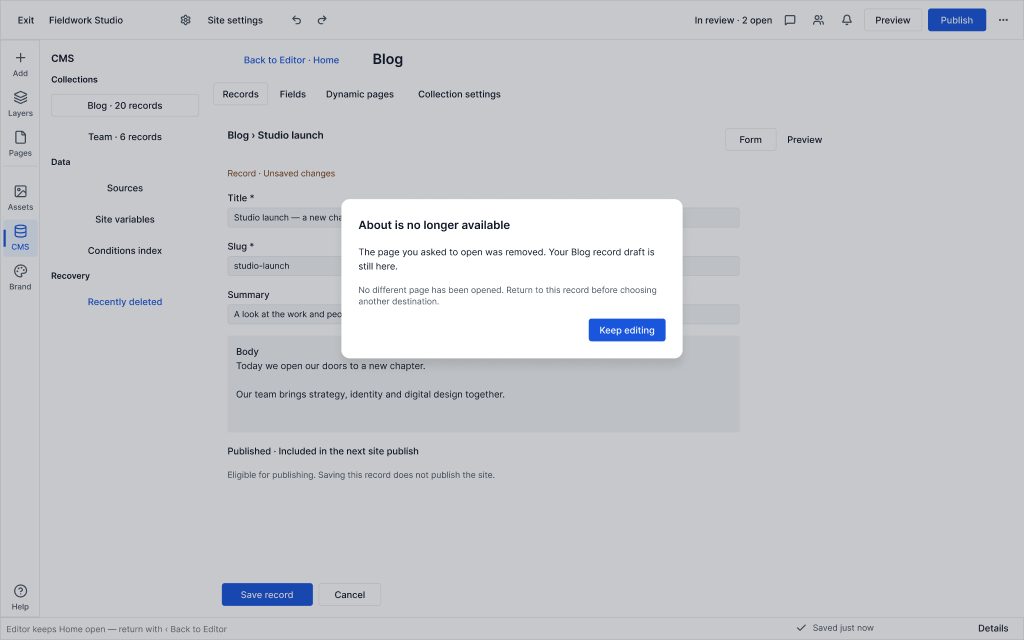 Exit
Fieldwork Studio
Site settings
In review · 2 open
Preview
Publish
Add
Layers
Pages
Assets
CMS
Brand
Help
CMS
Collections
Blog · 20 records
Team · 6 records
Data
Sources
Site variables
Conditions index
Recovery
Recently deleted
Back to Editor · Home
Blog
Records
Fields
Dynamic pages
Collection settings
Blog › Studio launch
Form
Preview
Record · Unsaved changes
Title *
Studio launch — a new cha
Slug *
studio-launch
Summary
A look at the work and peo
Body
Today we open our doors to a new chapter.
Our team brings strategy, identity and digital design together.
Published · Included in the next site publish
Eligible for publishing. Saving this record does not publish the site.
About is no longer available
The page you asked to open was removed. Your Blog record draft is
still here.
No different page has been opened. Return to this record before choosing
another destination.
Keep editing
Save record
Cancel
Editor keeps Home open — return with ‹ Back to Editor
Saved just now
Details